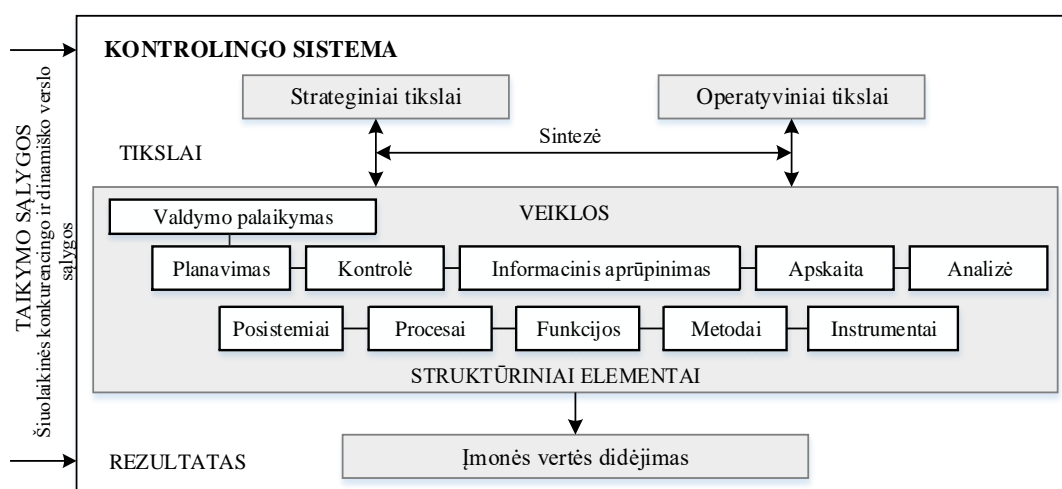 KONTROLINGO SISTEMA
Strateginiai tikslai
Operatyviniai tikslai
Sintezė
TIKSLAI
TAIKYMO SĄLYGOS
Šiuolaikinės konkurencingo ir dinamiško verslo
sąlygos
VEIKLOS
Valdymo palaikymas
Planavimas
Kontrolė
Informacinis aprūpinimas
Apskaita
Analizė
Posistemiai
Procesai
Funkcijos
Metodai
Instrumentai
STRUKTŪRINIAI ELEMENTAI
REZULTATAS
Įmonės vertės didėjimas